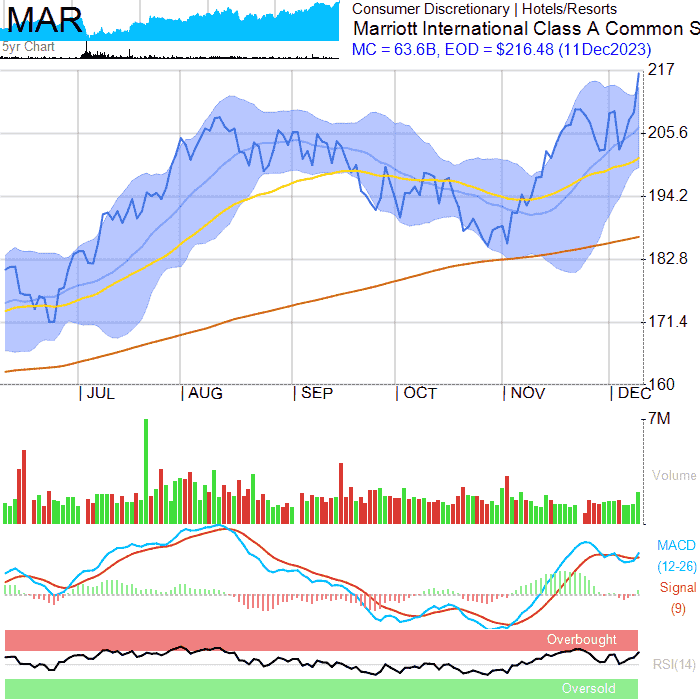 MAR
5yr Chart
Consumer Discretionary | Hotels/Resorts
Marriott International Class A Common S
MC = 63.6B, EOD = $216.48 (11Dec2023)
217
205.6
194.2
182.8
171.4
160
| JUL
| AUG
| SEP
| OCT
| NOV
| DEC
7M
Volume
MACD
(12-26)
Signal
(9)
Overbought
RSI(14)
Oversold